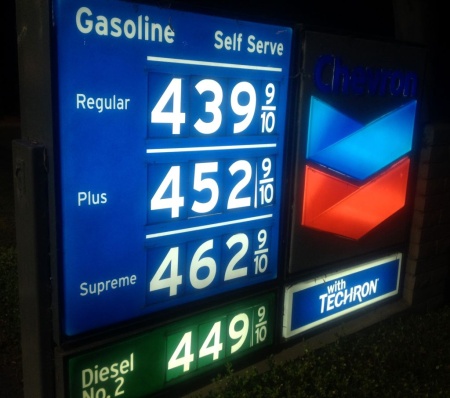 Gasoline
Self Serve
Regular 439 9/10
Plus 452 9/10
Supreme 462 9/10
Diesel No. 2 449 9/10
Chevron
with
TECHRON